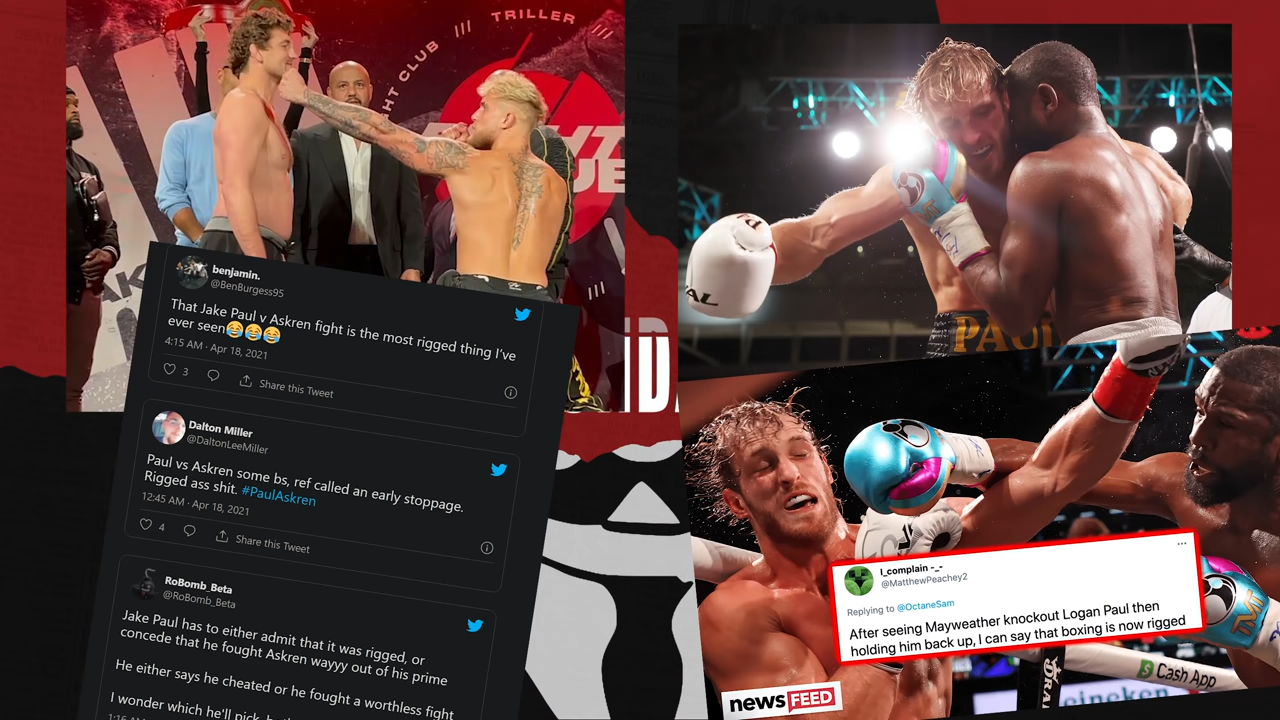 TRILLER
///
///
HT CLUB
benjamin.
@BenBurgess95
That Jake Paul v Askren fight is the most rigged thing I've
ever seen😂😂😂
4:15 AM · Apr 18, 2021
3
Share this Tweet
Dalton Miller
@DaltonLeeMiller
Paul vs Askren some bs, ref called an early stoppage.
Rigged ass shit. #PaulAskren
12:45 AM · Apr 18, 2021
4
Share this Tweet
RoBomb_Beta
@RoBomb_Beta
Jake Paul has to either admit that it was rigged, or
concede that he fought Askren wayyy out of his prime
He either says he cheated or he fought a worthless fight
I wonder which he'll pick,
PAUL
I_complain -_-
@MatthewPeachey2
Replying to @OctaneSam
After seeing Mayweather knockout Logan Paul then
holding him back up, I can say that boxing is now rigged
TMT
Cash App
eineken
news FEED